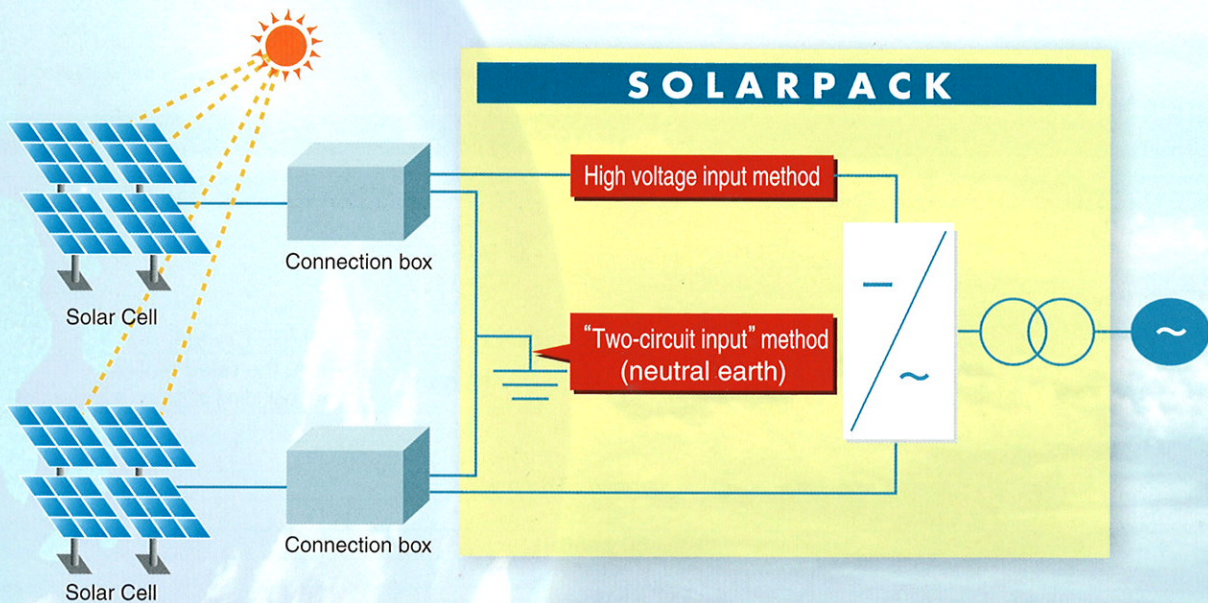 SOLARPACK
High voltage input method
Connection box
Solar Cell
“Two-circuit input” method
(neutral earth)
−
~
~
Connection box
Solar Cell